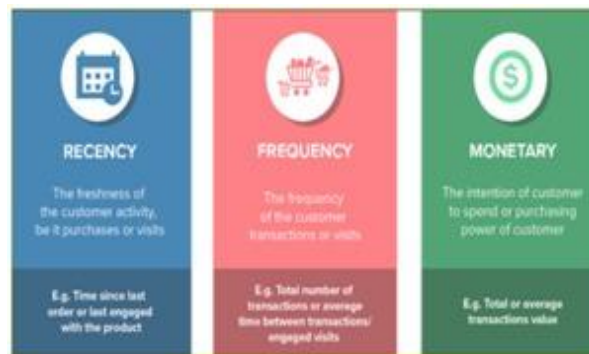 RECENCY
The freshness of
the customer activity,
be it purchases or visits
E.g. Time since last
order or last engaged
with the product
FREQUENCY
The frequency
of the customer
transactions or visits
E.g. Total number of
transactions or average
time between transactions/
engaged visits
$
MONETARY
The intention of customer
to spend or purchasing
power of customer
E.g. Total or average
transactions value